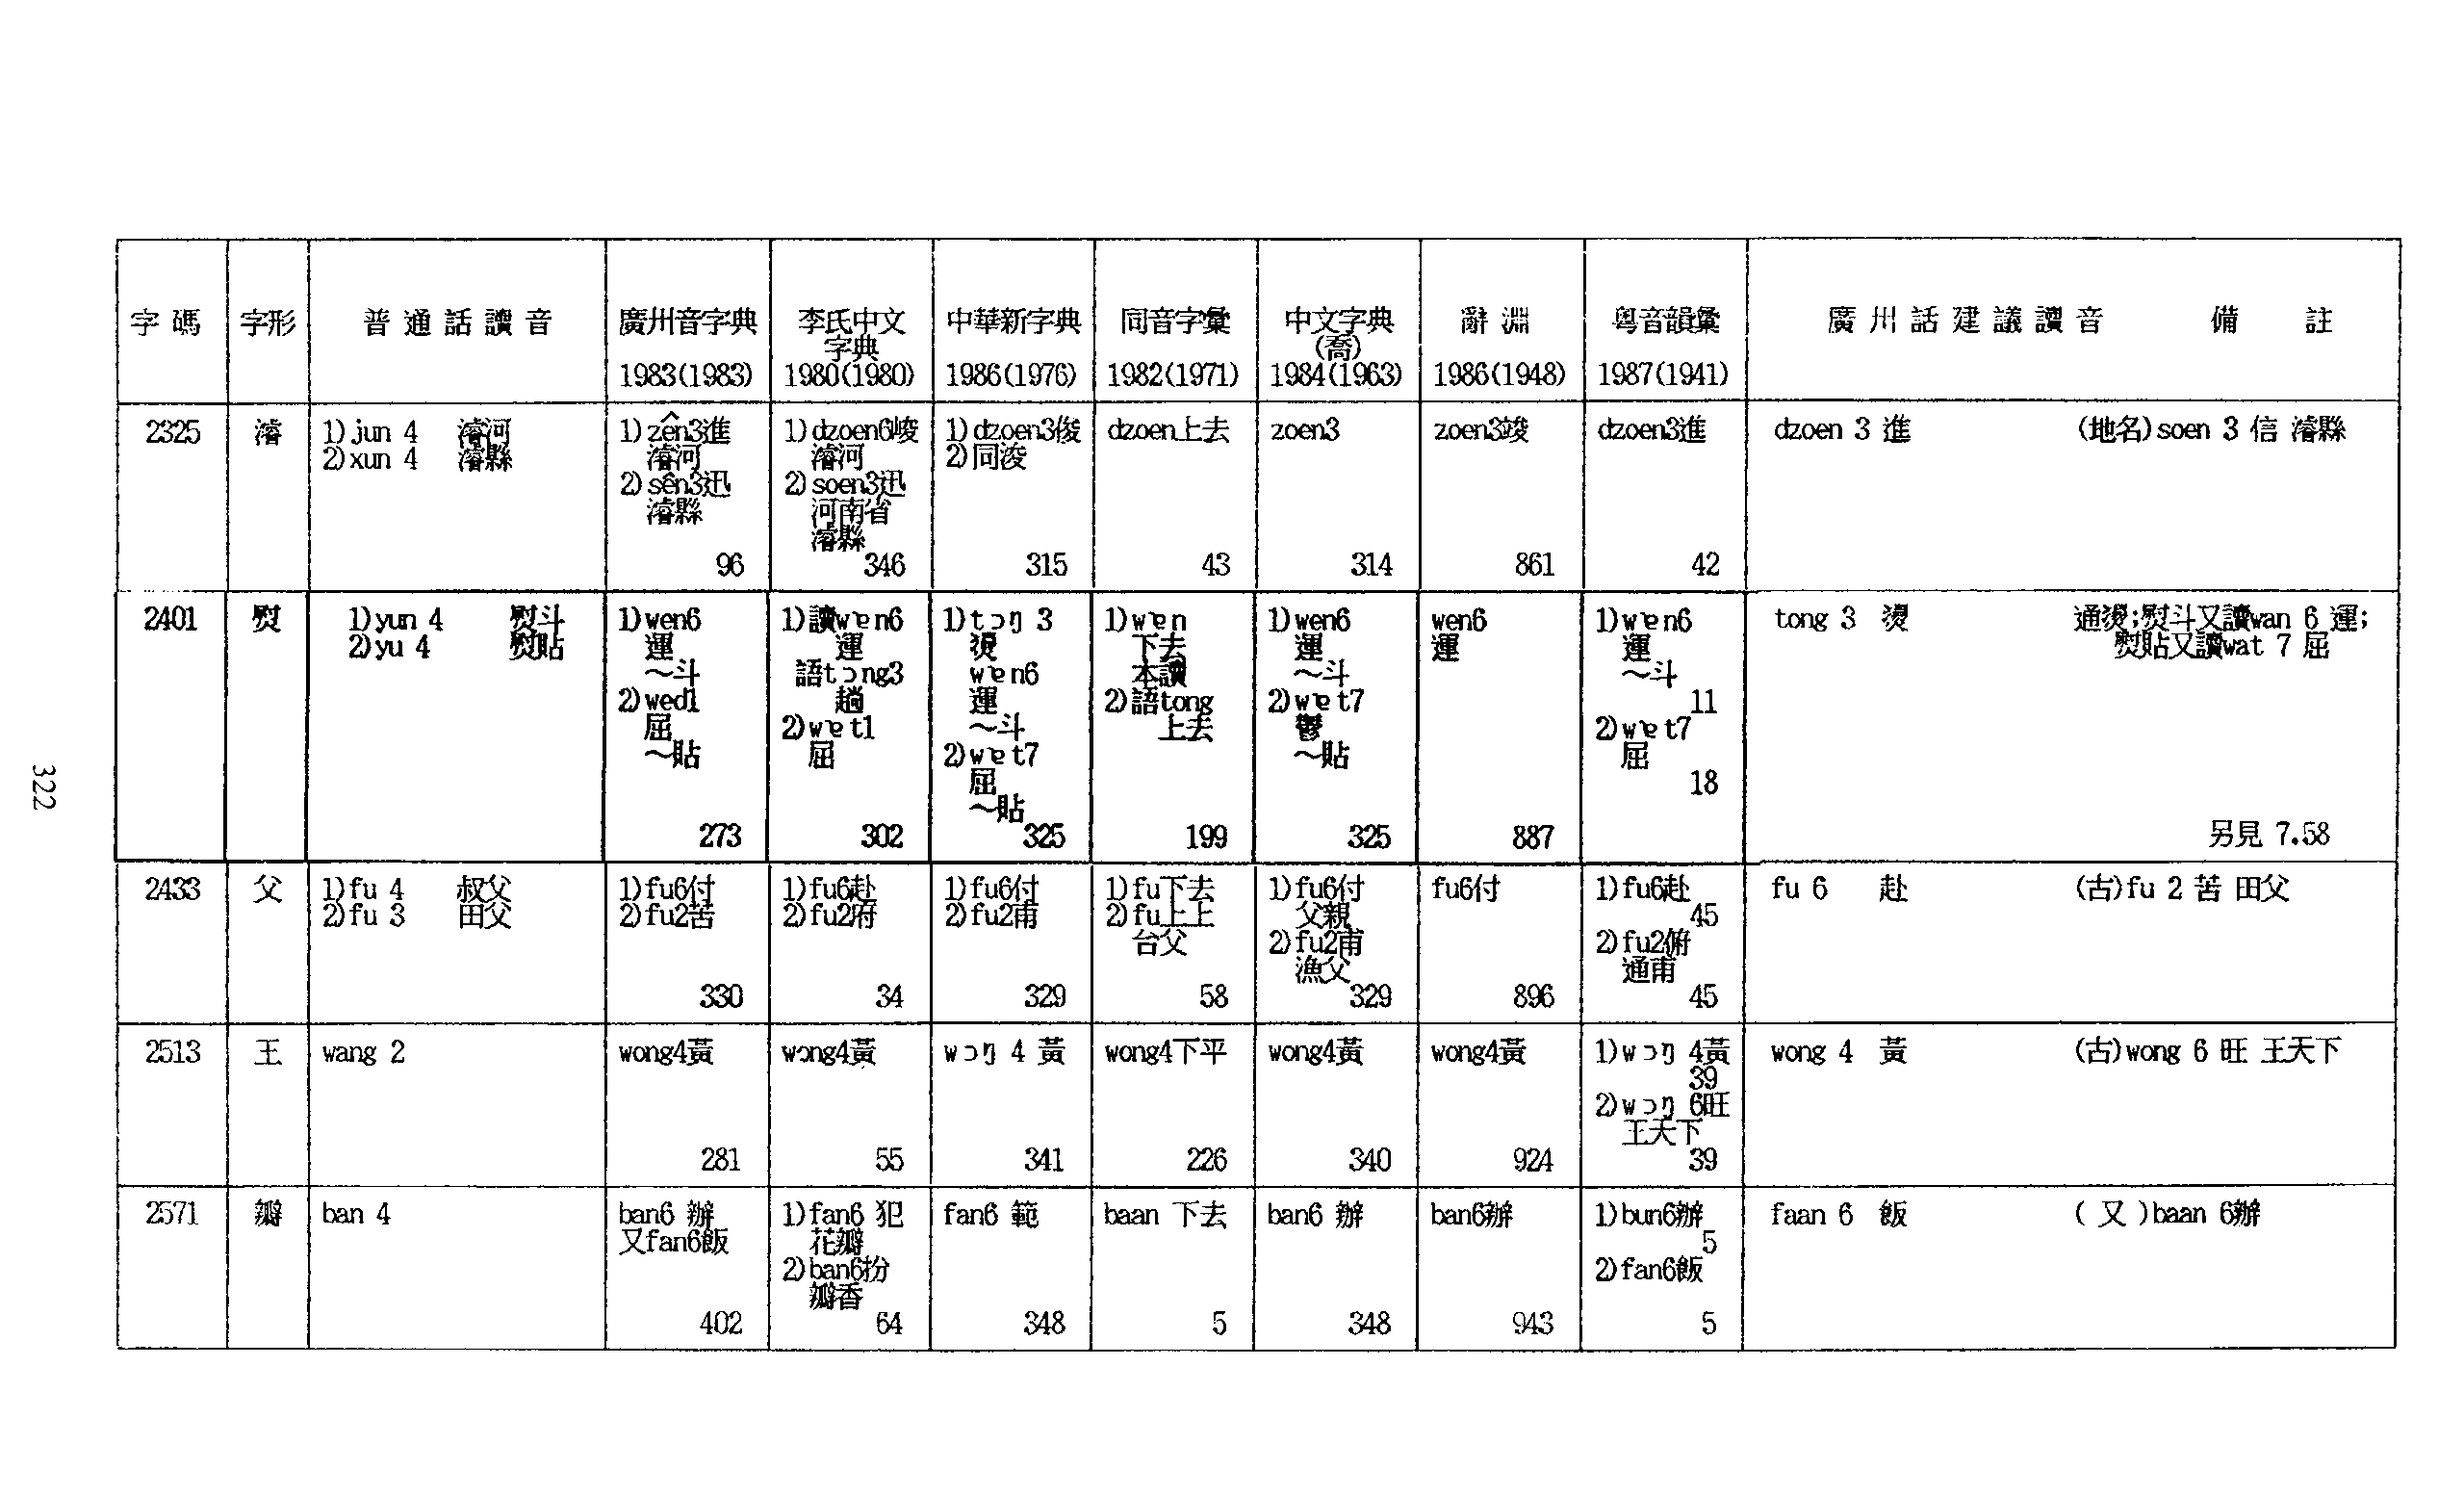 字碼 字形 普通話讀音 廣州音字典 李氏中文 中華新字典 同音字彙 中文字典 辭淵 粤音韻彙 廣州話建議讀音 備註
字典 (喬)
1983(1983) 1980(1980) 1986(1976) 1982(1971) 1984(1963) 1986(1948) 1987(1941)
2325 濬 1)jun 4 濬河 1)zên3進 1)dzoen6峻 1)dzoen3俊 dzoen上去 zoen3 zoen3竣 dzoen3進 dzoen 3 進 (地名)soen 3 信 濬縣
2)xun 4 濬縣 濬河 濬河 2)同浚
2)sên3迅 2)soen3迅
濬縣 河南省
濬縣
96 346 315 43 314 861 42
2401 熨 1)yun 4 熨斗 1)wen6 1)讀wɐn6 1)tɔŋ 3 1)wɐn 1)wen6 wen6 1)wɐn6 tong 3 燙 通燙;熨斗又讀wan 6 運;
2)yu 4 熨貼 運 運 燙 下去 運 運 運 熨貼又讀wat 7 屈
~斗 語tɔng3 wɐn6 本讀 ~斗 ~斗
2)wed1 趟 運 2)語tong 2)wɐt7 11
屈 2)wɐt1 ~斗 上去 鬱 2)wɐt7
~貼 屈 2)wɐt7 ~貼 屈
屈 18
~貼
273 302 325 199 325 887 另見 7.58
2433 父 1)fu 4 叔父 1)fu6付 1)fu6赴 1)fu6付 1)fu下去 1)fu6付 fu6付 1)fu6赴 fu 6 赴 (古)fu 2 苦 田父
2)fu 3 田父 2)fu2苦 2)fu2府 2)fu2甫 2)fu上上 父親 45
台父 2)fu2甫 2)fu2俯
漁父 通甫
330 34 329 58 329 896 45
2513 王 wang 2 wong4黃 wɔng4黃 wɔŋ 4 黃 wong4下平 wong4黃 wong4黃 1)wɔŋ 4黃 wong 4 黃 (古)wong 6 旺 王天下
39
2)wɔŋ 6旺
王天下
281 55 341 226 340 924 39
2571 瓣 ban 4 ban6 辦 1)fan6 犯 fan6 範 baan 下去 ban6 辦 ban6辦 1)bun6辦 faan 6 飯 ( 又 )baan 6辦
又fan6飯 花瓣 5
2)ban6扮 2)fan6飯
瓣香
402 64 348 5 348 943 5
322